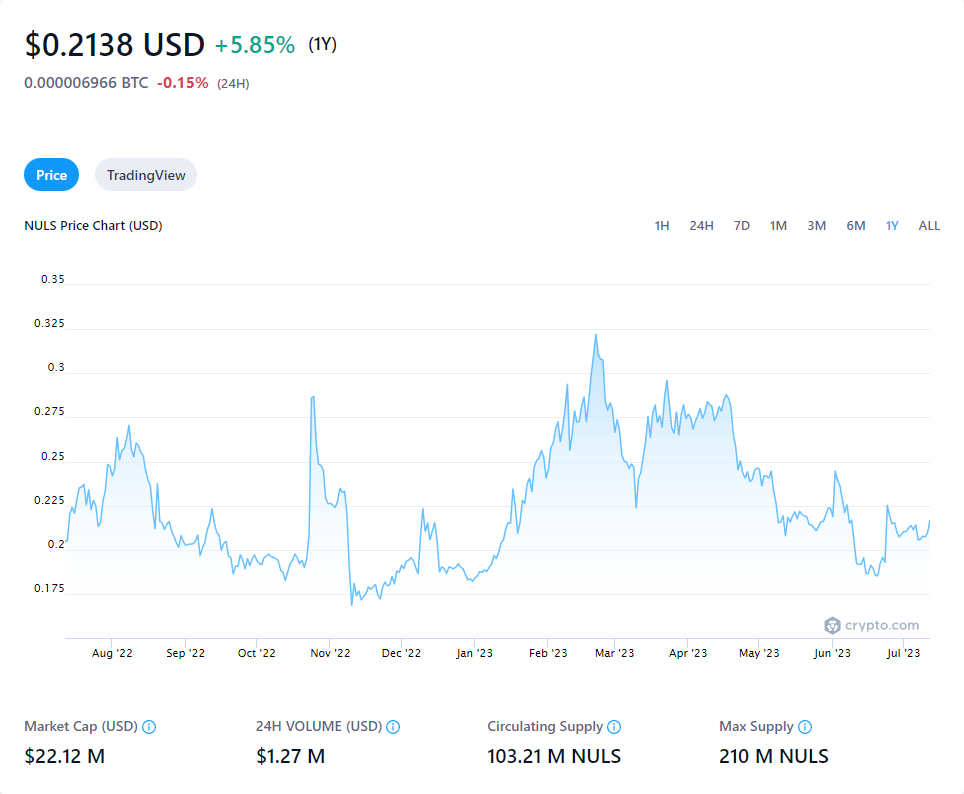 $0.2138 USD +5.85% (1Y)
0.000006966 BTC -0.15% (24H)
Price TradingView
NULS Price Chart (USD) 1H 24H 7D 1M 3M 6M 1Y ALL
0.35
0.325
0.3
0.275
0.25
0.225
0.2
0.175
crypto.com
Aug '22 Sep '22 Oct '22 Nov '22 Dec '22 Jan '23 Feb '23 Mar '23 Apr '23 May '23 Jun '23 Jul '23
Market Cap (USD) 24H VOLUME (USD) Circulating Supply Max Supply
$22.12 M $1.27 M 103.21 M NULS 210 M NULS